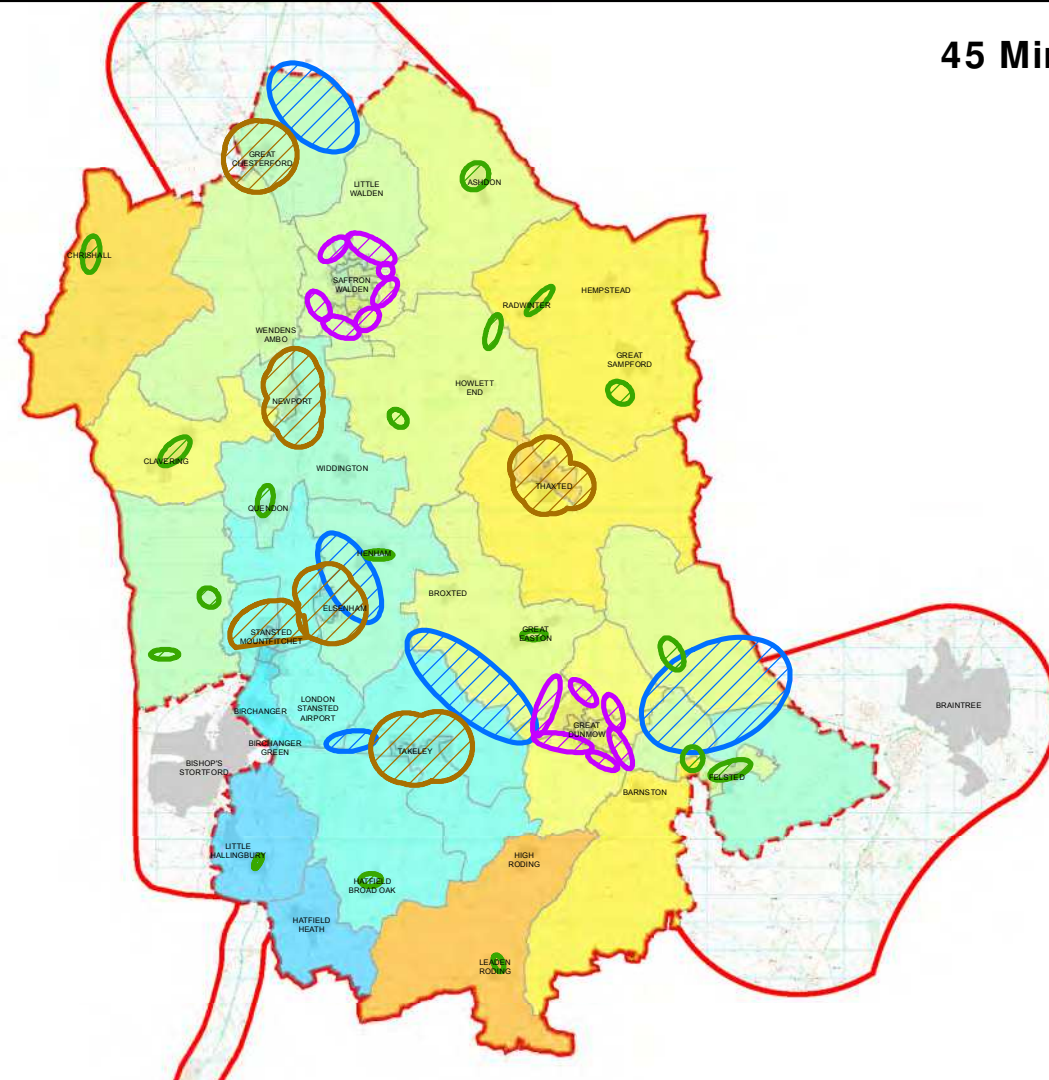 45 Min
GREAT
CHESTERFORD
LITTLE
WALDEN
ASHDON
CHRISHALL
SAFFRON
WALDEN
RADWINTER
HEMPSTEAD
WENDENS
AMBO
GREAT
SAMPFORD
HOWLETT
END
NEWPORT
CLAVERING
WIDDINGTON
THAXTED
QUENDON
HENHAM
BROXTED
ELSENHAM
STANSTED
MOUNTFITCHET
GREAT
EASTON
LONDON
STANSTED
AIRPORT
BIRCHANGER
BRAINTREE
GREAT
DUNMOW
BIRCHANGER
GREEN
TAKELEY
BISHOP'S
STORTFORD
FELSTED
BARNSTON
LITTLE
HALLINGBURY
HIGH
RODING
HATFIELD
BROAD OAK
HATFIELD
HEATH
LEADEN
RODING